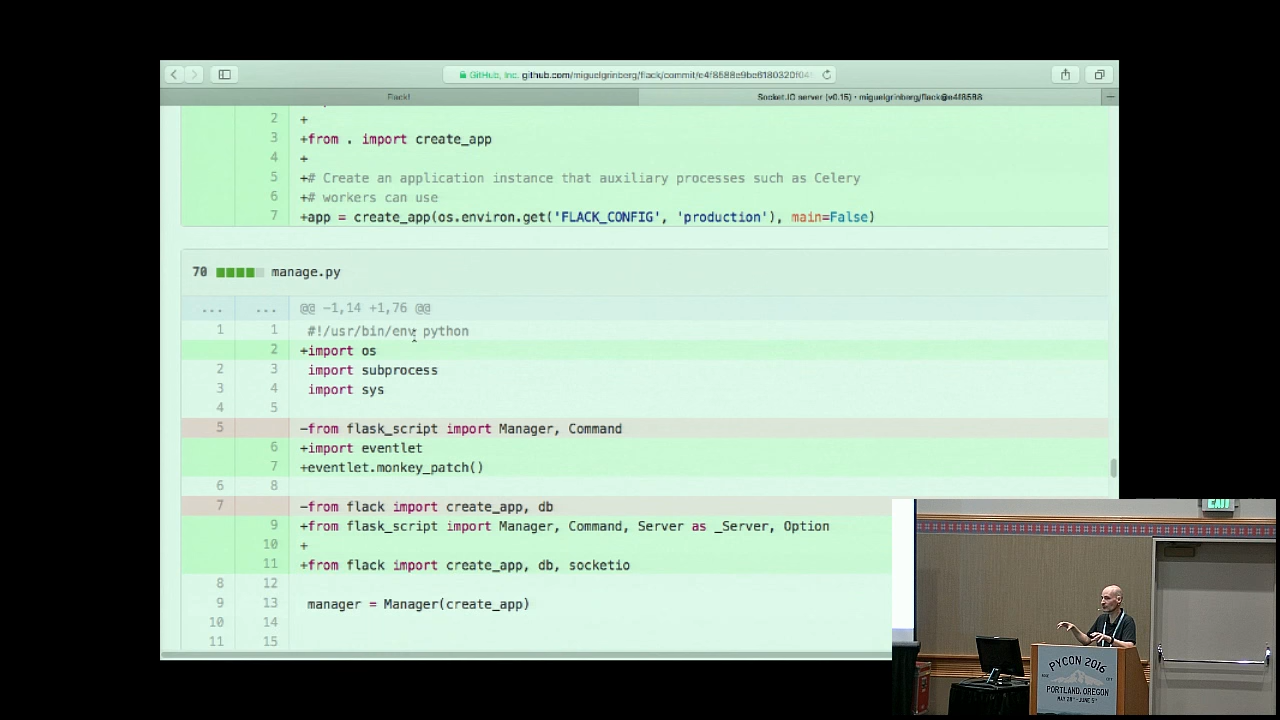 GitHub, Inc. github.com/miguelgrinberg/flack/commit/e4f8588e9be6180320f04
Flack!
Socket.IO server (v0.15) · miguelgrinberg/flack@e4f8588
2 +
3 +from . import create_app
4 +
5 +# Create an application instance that auxiliary processes such as Celery
6 +# workers can use
7 +app = create_app(os.environ.get('FLACK_CONFIG', 'production'), main=False)
70 manage.py
... ... @@ -1,14 +1,76 @@
1 1 #!/usr/bin/env python
2 +import os
2 3 import subprocess
3 4 import sys
4 5
5 -from flask_script import Manager, Command
6 +import eventlet
7 +eventlet.monkey_patch()
6 8
7 -from flack import create_app, db
9 +from flask_script import Manager, Command, Server as _Server, Option
10 +
11 +from flack import create_app, db, socketio
8 12
9 13 manager = Manager(create_app)
10 14
11 15
EXIT
PYCON 2016
PORTLAND, OREGON